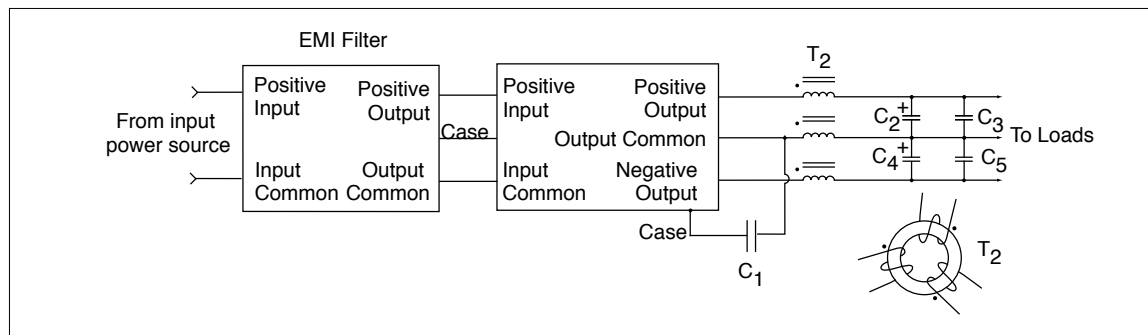 EMI Filter
Positive
Input
Positive
Output
Input
Common
Output
Common
From input
power source
Case
Positive
Input
Positive
Output
Output Common
Input
Common
Negative
Output
Case
C1
T2
+
C2
C3
+
C4
C5
To Loads
T2